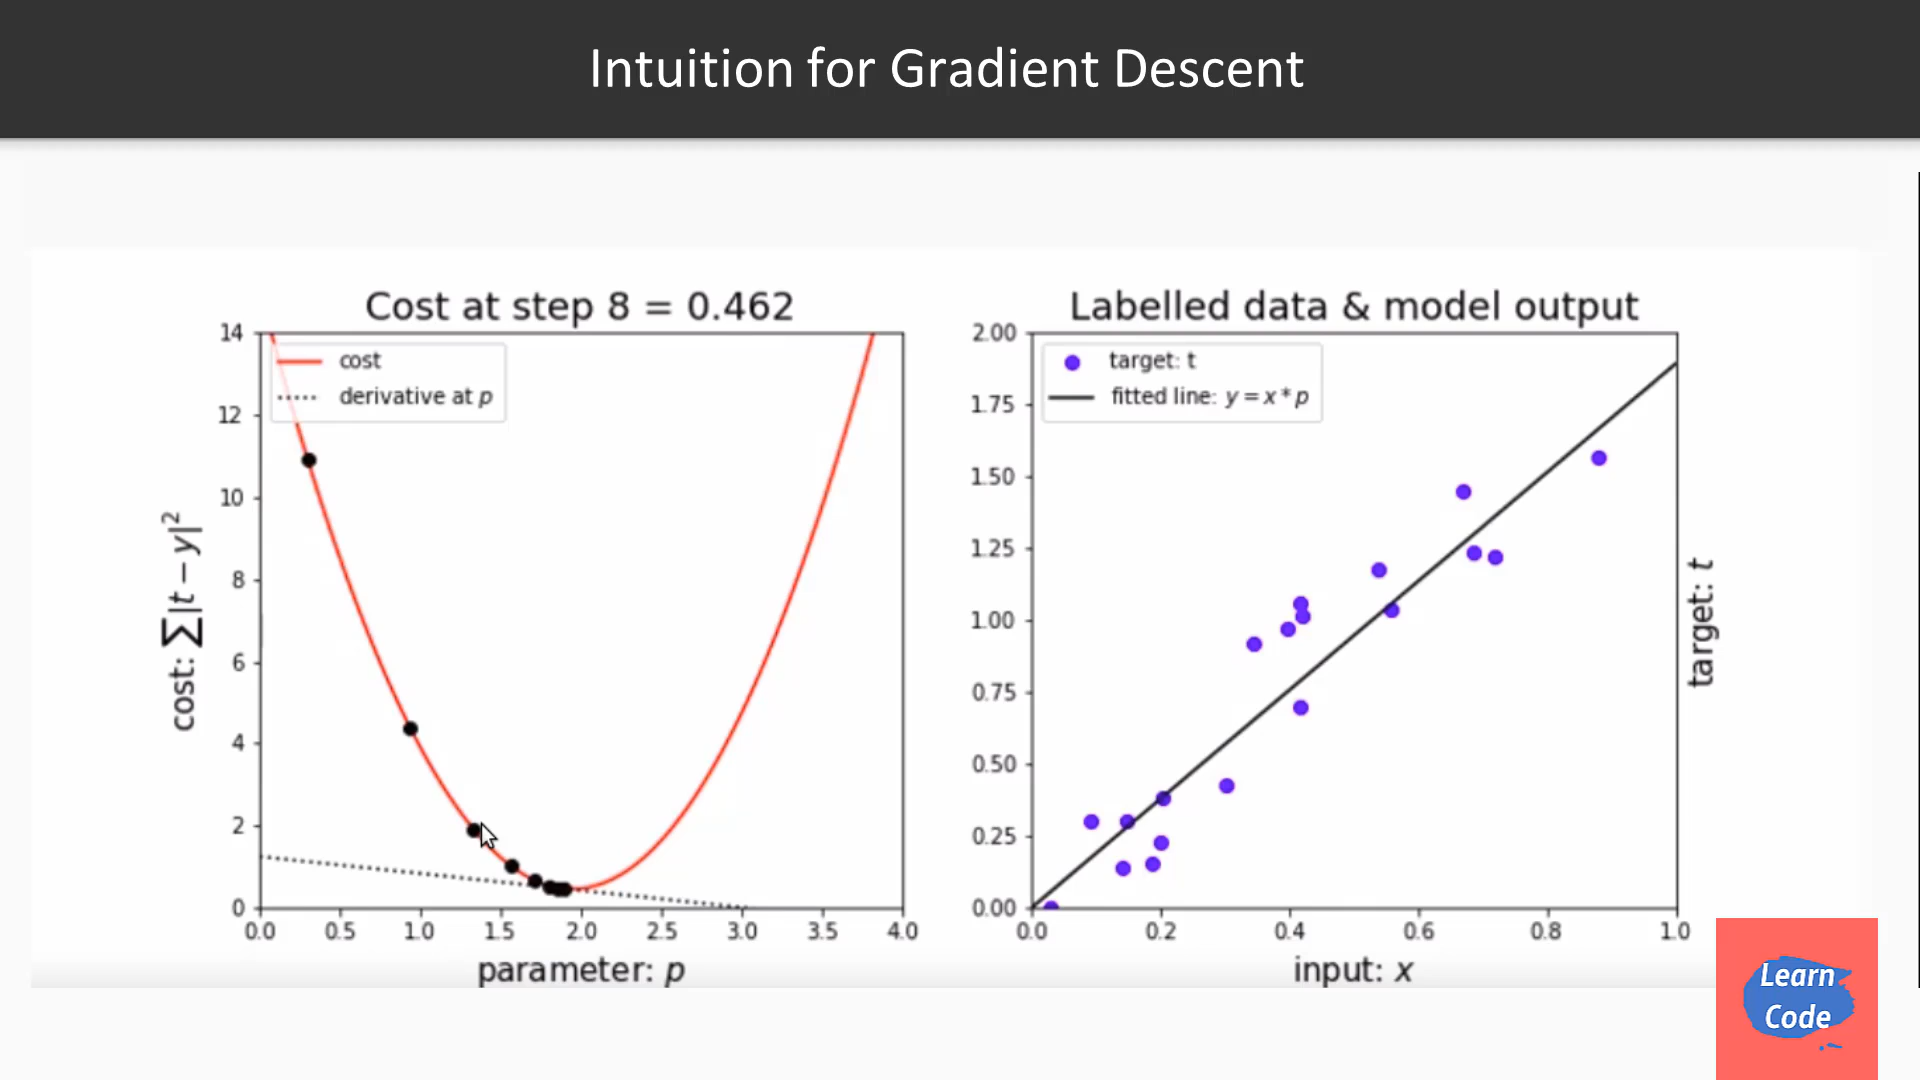 Intuition for Gradient Descent
Cost at step 8 = 0.462
cost
derivative at p
14
12
10
8
6
4
2
0
0.0 0.5 1.0 1.5 2.0 2.5 3.0 3.5 4.0
cost: ∑|t − y|²
parameter: p
Labelled data & model output
target: t
fitted line: y = x * p
2.00
1.75
1.50
1.25
1.00
0.75
0.50
0.25
0.00
0.0 0.2 0.4 0.6 0.8 1.0
input: x
target: t
Learn
Code